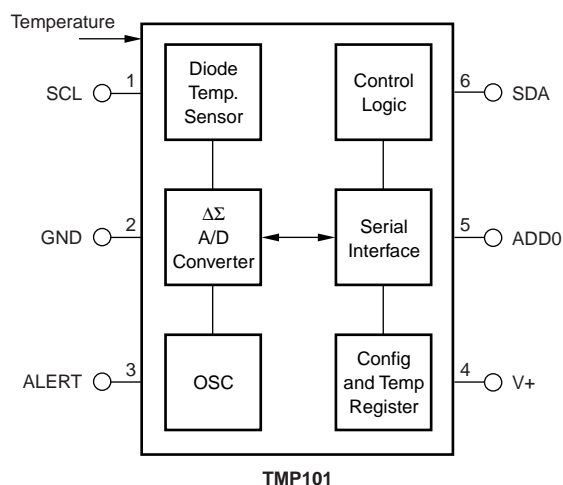 Temperature
SCL
1
Diode
Temp.
Sensor
Control
Logic
6
SDA
GND
2
ΔΣ
A/D
Converter
Serial
Interface
5
ADD0
ALERT
3
OSC
Config
and Temp
Register
4
V+
TMP101